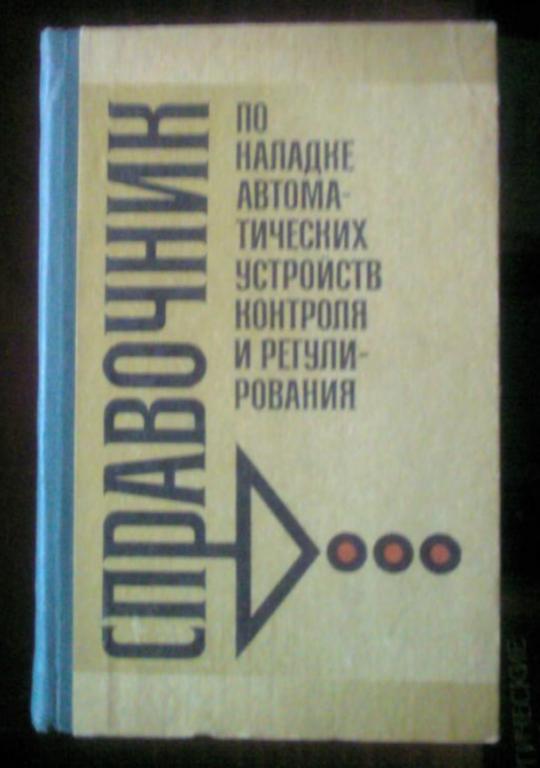 СПРАВОЧНИК
ПО
НАЛАДКЕ
АВТОМА-
ТИЧЕСКИХ
УСТРОЙСТВ
КОНТРОЛЯ
И РЕГУЛИ-
РОВАНИЯ